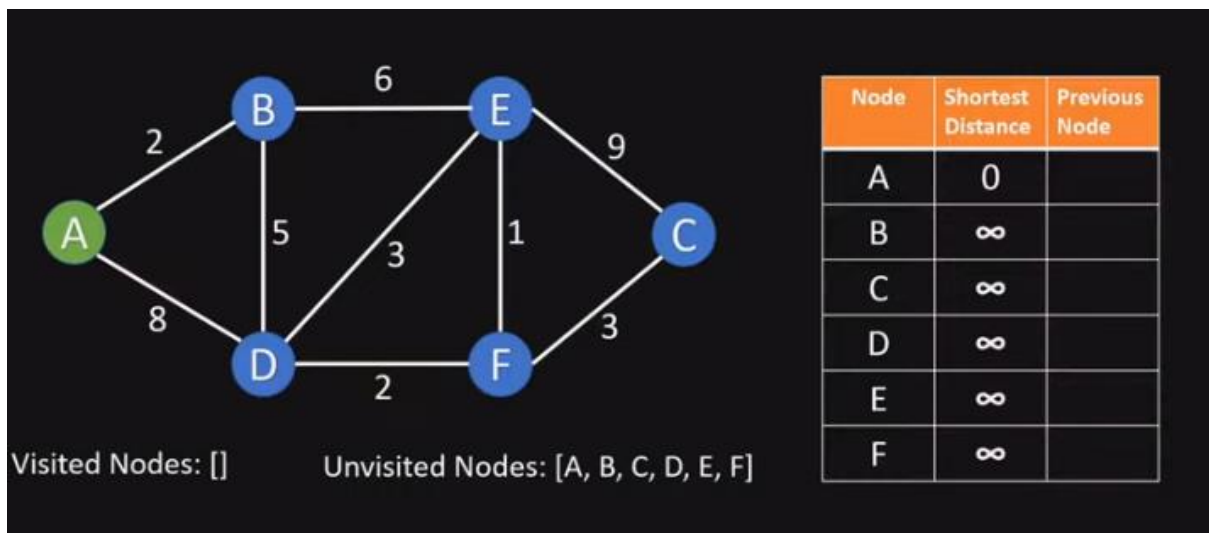 6
B
E
2
9
A
5
3
1
C
8
3
D
F
2
Visited Nodes: []
Unvisited Nodes: [A, B, C, D, E, F]
Node Shortest Distance Previous Node
A 0
B ∞
C ∞
D ∞
E ∞
F ∞